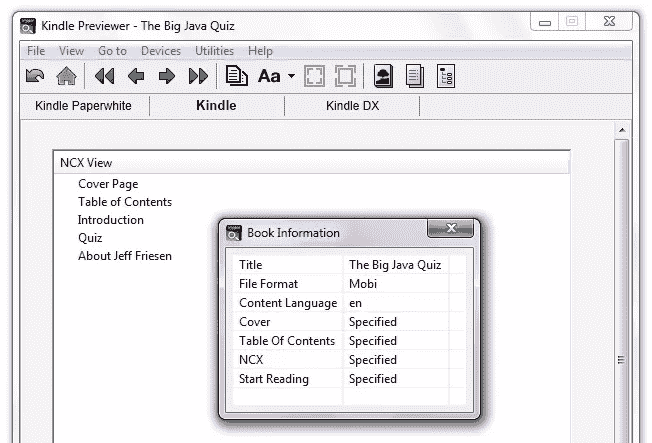 Kindle Previewer - The Big Java Quiz
File View Go to Devices Utilities Help
Aa
Kindle Paperwhite Kindle Kindle DX
NCX View
Cover Page
Table of Contents
Introduction
Quiz
About Jeff Friesen
Book Information
Title The Big Java Quiz
File Format Mobi
Content Language en
Cover Specified
Table Of Contents Specified
NCX Specified
Start Reading Specified